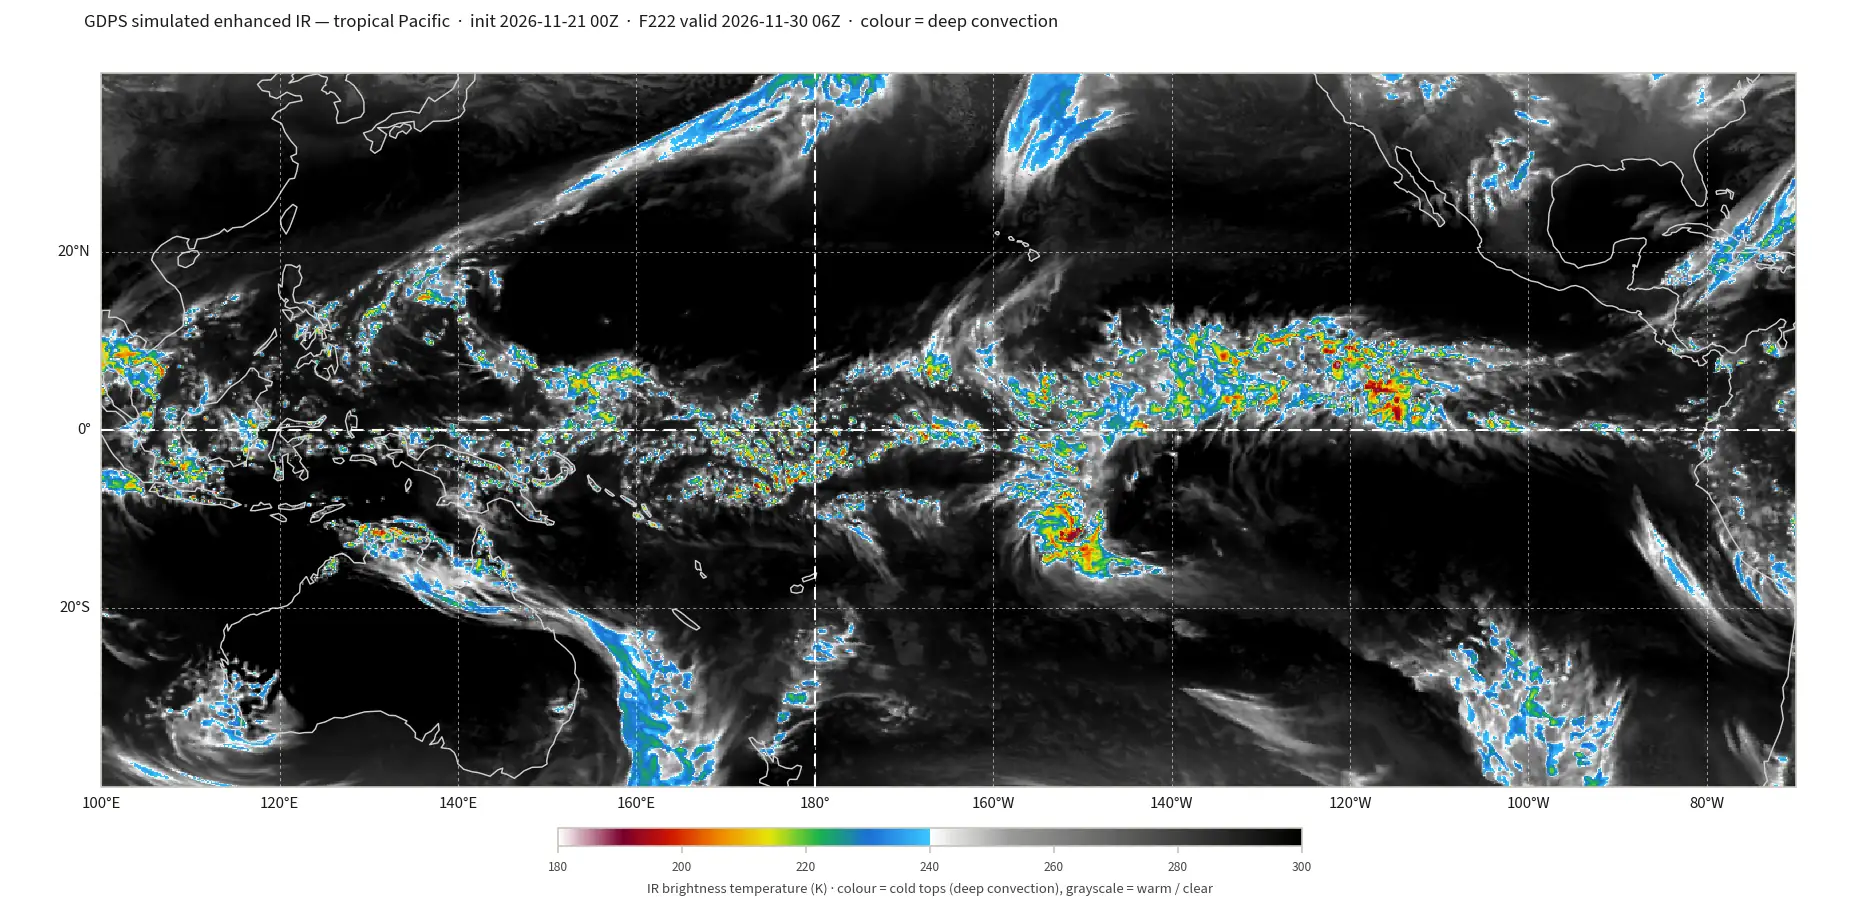 GDPS simulated enhanced IR — tropical Pacific · init 2026-11-21 00Z · F222 valid 2026-11-30 06Z · colour = deep convection
20°N
0°
20°S
100°E 120°E 140°E 160°E 180° 160°W 140°W 120°W 100°W 80°W
180 200 220 240 260 280 300
IR brightness temperature (K) · colour = cold tops (deep convection), grayscale = warm / clear